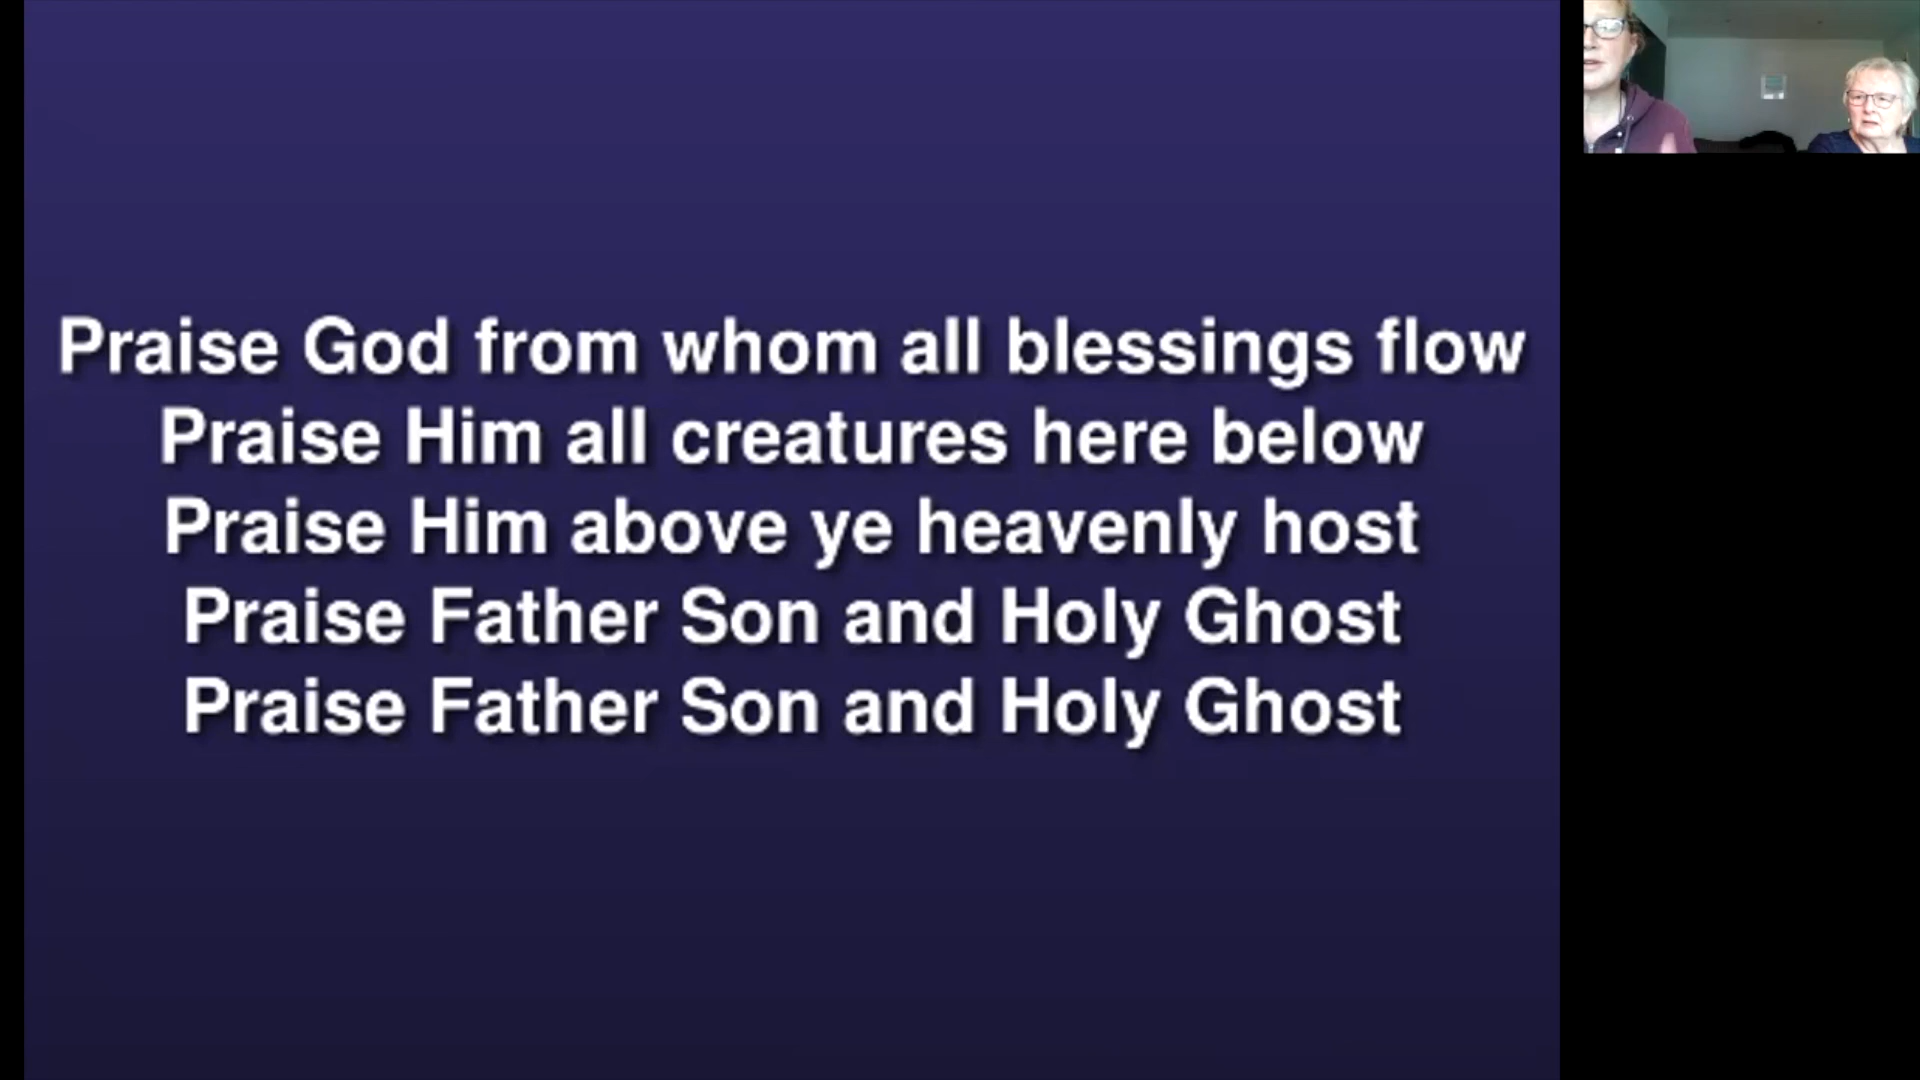 Praise God from whom all blessings flow
Praise Him all creatures here below
Praise Him above ye heavenly host
Praise Father Son and Holy Ghost
Praise Father Son and Holy Ghost